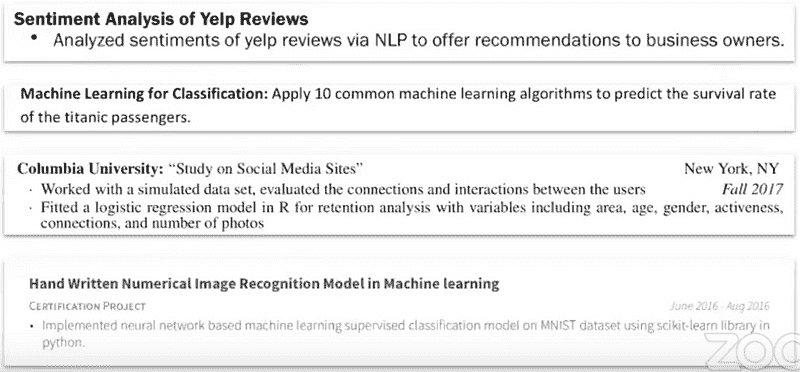 Sentiment Analysis of Yelp Reviews
• Analyzed sentiments of yelp reviews via NLP to offer recommendations to business owners.
Machine Learning for Classification: Apply 10 common machine learning algorithms to predict the survival rate
of the titanic passengers.
Columbia University: “Study on Social Media Sites” New York, NY
· Worked with a simulated data set, evaluated the connections and interactions between the users Fall 2017
· Fitted a logistic regression model in R for retention analysis with variables including area, age, gender, activeness,
connections, and number of photos
Hand Written Numerical Image Recognition Model in Machine learning
CERTIFICATION PROJECT June 2016 - Aug 2016
• Implemented neural network based machine learning supervised classification model on MNIST dataset using scikit-learn library in
python.
zoo